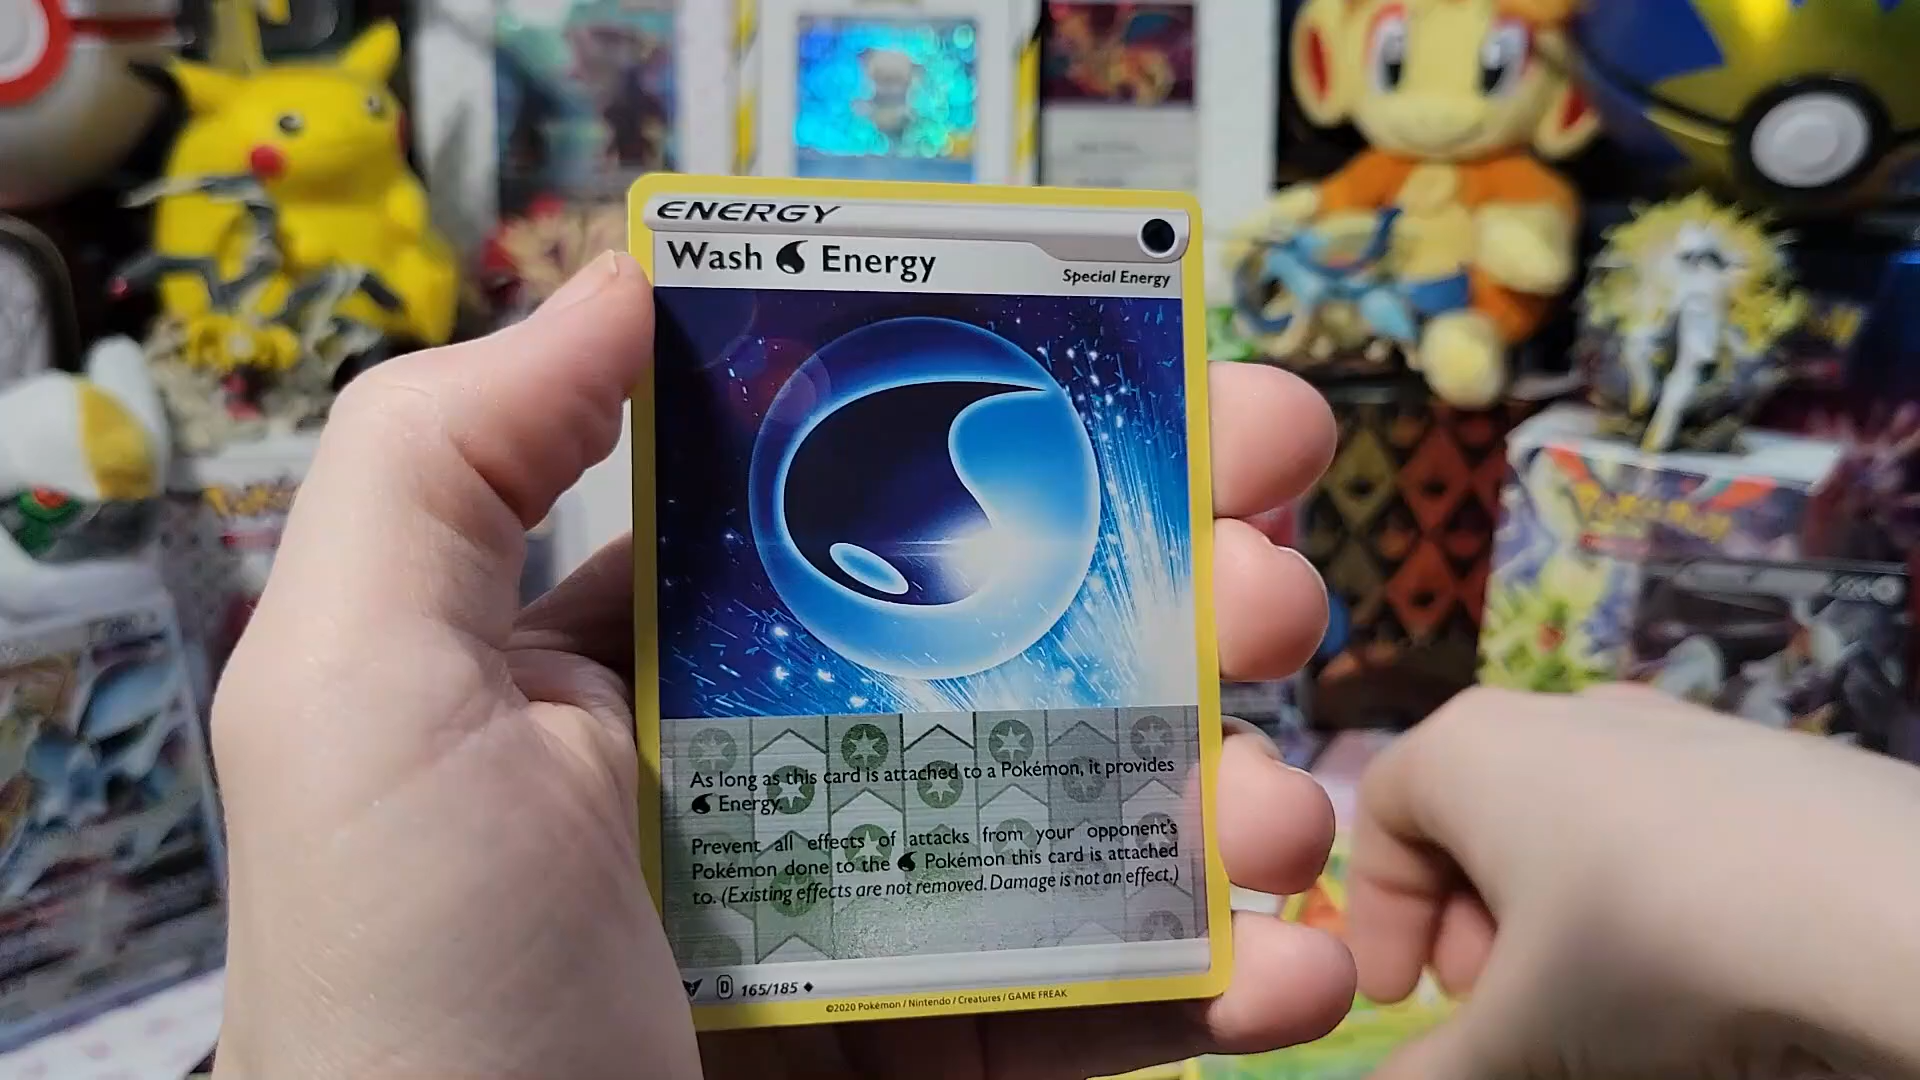 ENERGY
Wash Energy
Special Energy
As long as this card is attached to a Pokémon, it provides
Energy.
Prevent all effects of attacks from your opponent's
Pokémon done to the Pokémon this card is attached
to. (Existing effects are not removed. Damage is not an effect.)
D 165/185
©2020 Pokémon / Nintendo / Creatures / GAME FREAK
Pokémon
Pokémon